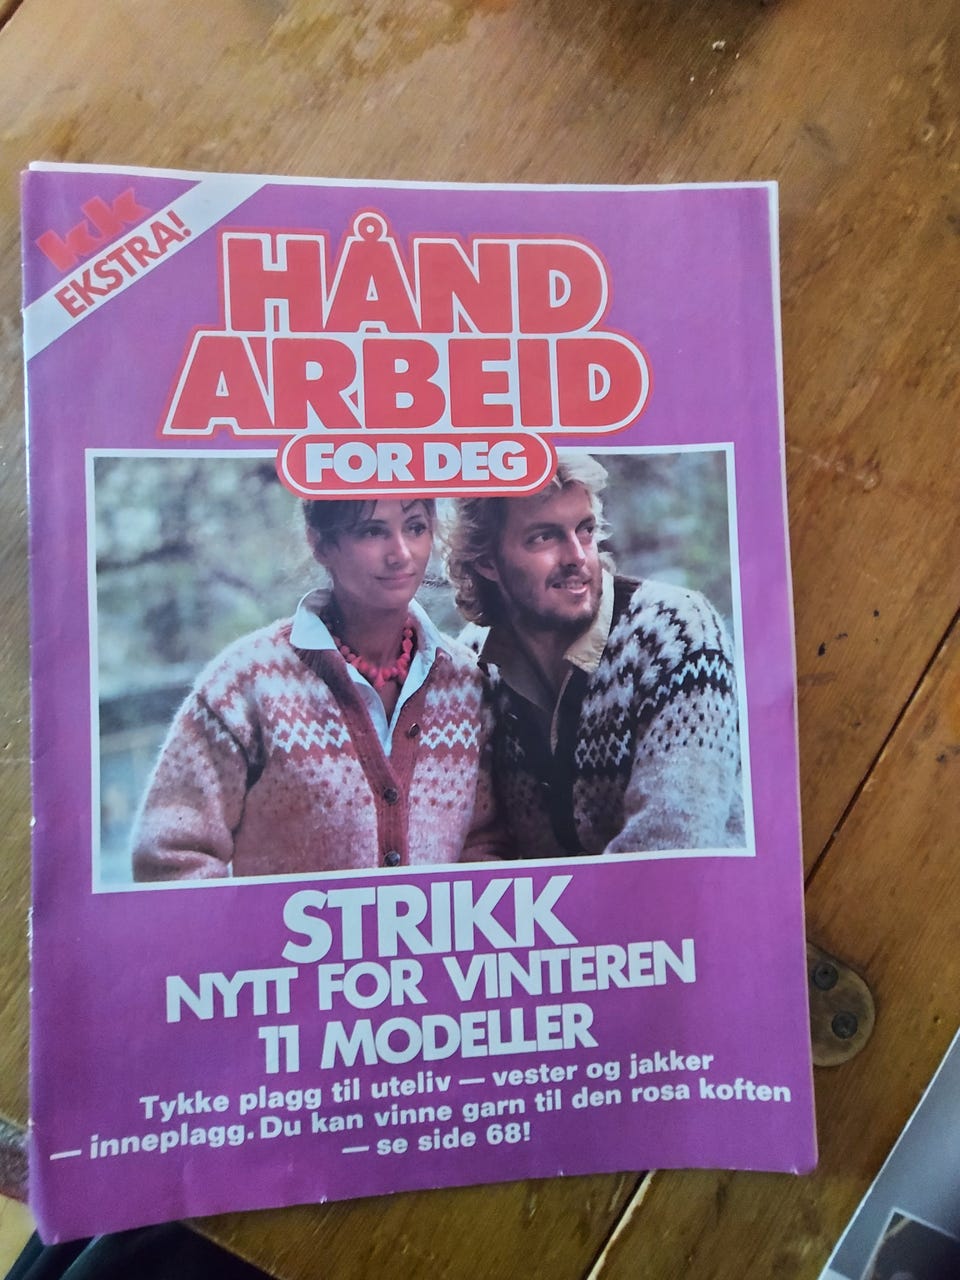 kk
EKSTRA!
HÅND
ARBEID
FOR DEG
STRIKK
NYTT FOR VINTEREN
11 MODELLER
Tykke plagg til uteliv — vester og jakker
— inneplagg. Du kan vinne garn til den rosa koften
— se side 68!